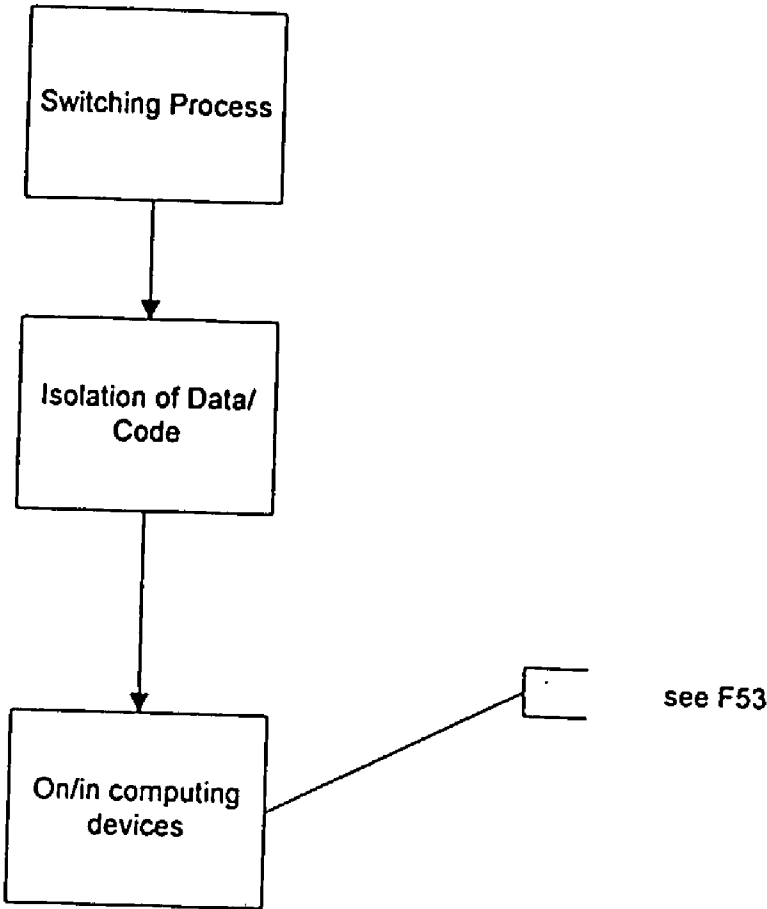 Switching Process
Isolation of Data/
Code
On/in computing
devices
see F53